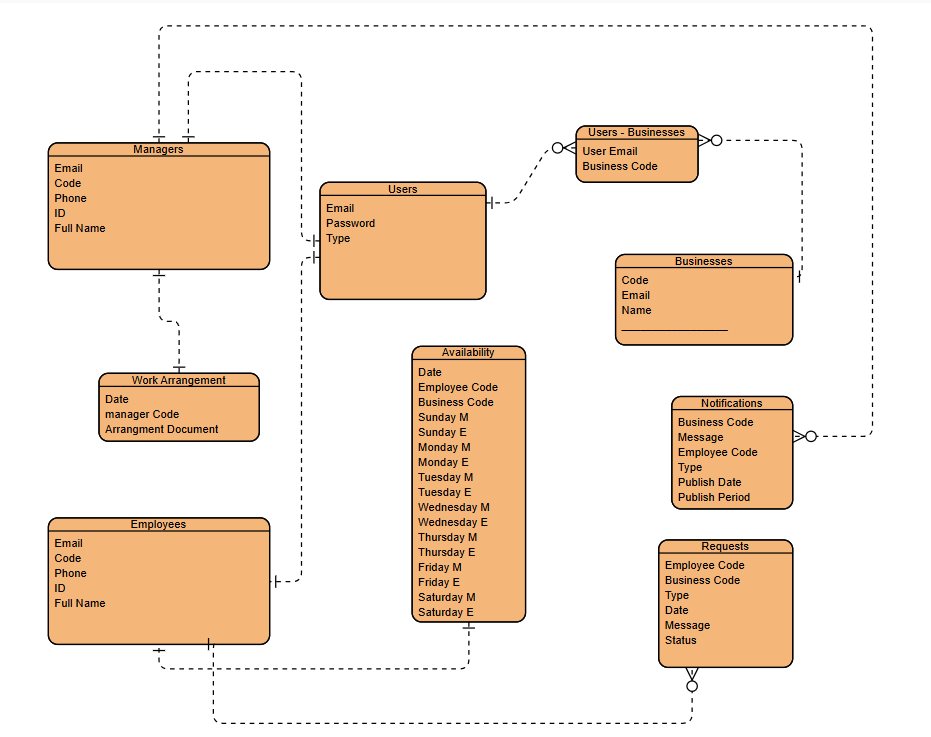 Managers
Email
Code
Phone
ID
Full Name
Users
Email
Password
Type
Users - Businesses
User Email
Business Code
Businesses
Code
Email
Name
Work Arrangement
Date
manager Code
Arrangment Document
Availability
Date
Employee Code
Business Code
Sunday M
Sunday E
Monday M
Monday E
Tuesday M
Tuesday E
Wednesday M
Wednesday E
Thursday M
Thursday E
Friday M
Friday E
Saturday M
Saturday E
Notifications
Business Code
Message
Employee Code
Type
Publish Date
Publish Period
Employees
Email
Code
Phone
ID
Full Name
Requests
Employee Code
Business Code
Type
Date
Message
Status